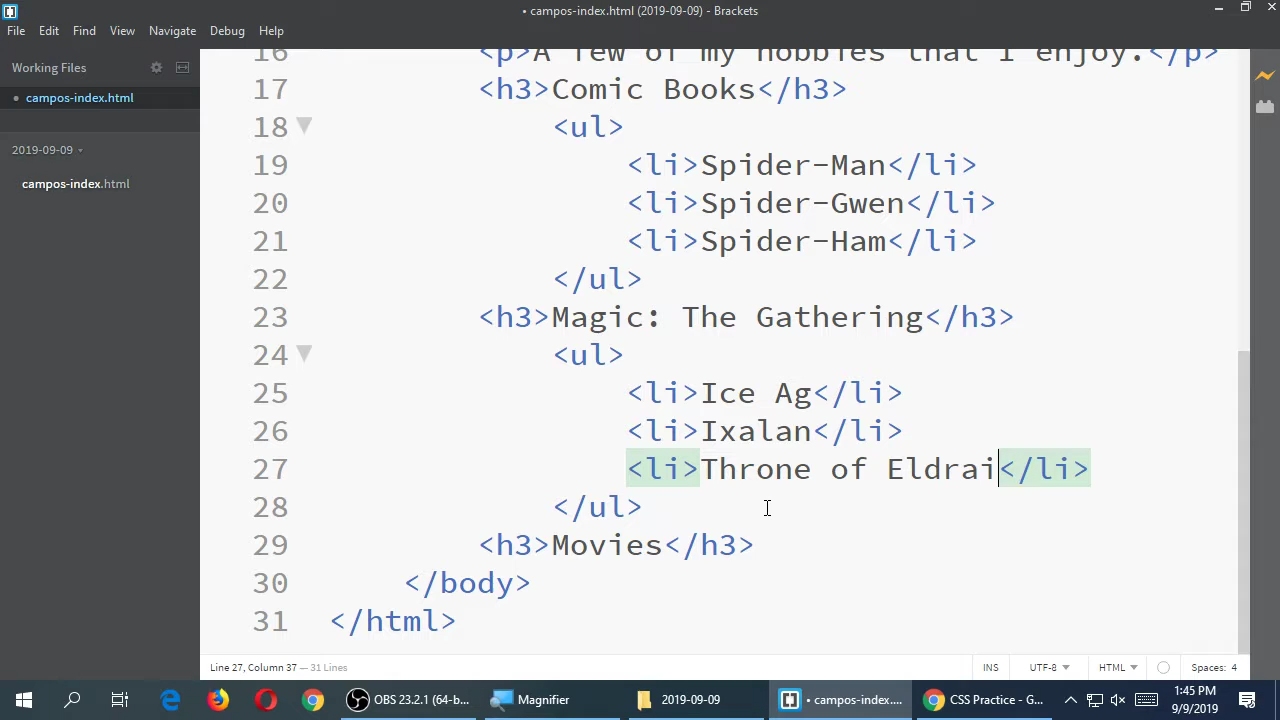 • campos-index.html (2019-09-09) - Brackets
File Edit Find View Navigate Debug Help
Working Files
• campos-index.html
2019-09-09
campos-index.html
16 <p>A few of my hobbies that I enjoy.</p>
17 <h3>Comic Books</h3>
18 <ul>
19 <li>Spider-Man</li>
20 <li>Spider-Gwen</li>
21 <li>Spider-Ham</li>
22 </ul>
23 <h3>Magic: The Gathering</h3>
24 <ul>
25 <li>Ice Ag</li>
26 <li>Ixalan</li>
27 <li>Throne of Eldrai</li>
28 </ul>
29 <h3>Movies</h3>
30 </body>
31 </html>
Line 27, Column 37 — 31 Lines
INS UTF-8 HTML Spaces: 4
OBS 23.2.1 (64-b... Magnifier 2019-09-09 • campos-index.... CSS Practice - G... 1:45 PM
9/9/2019